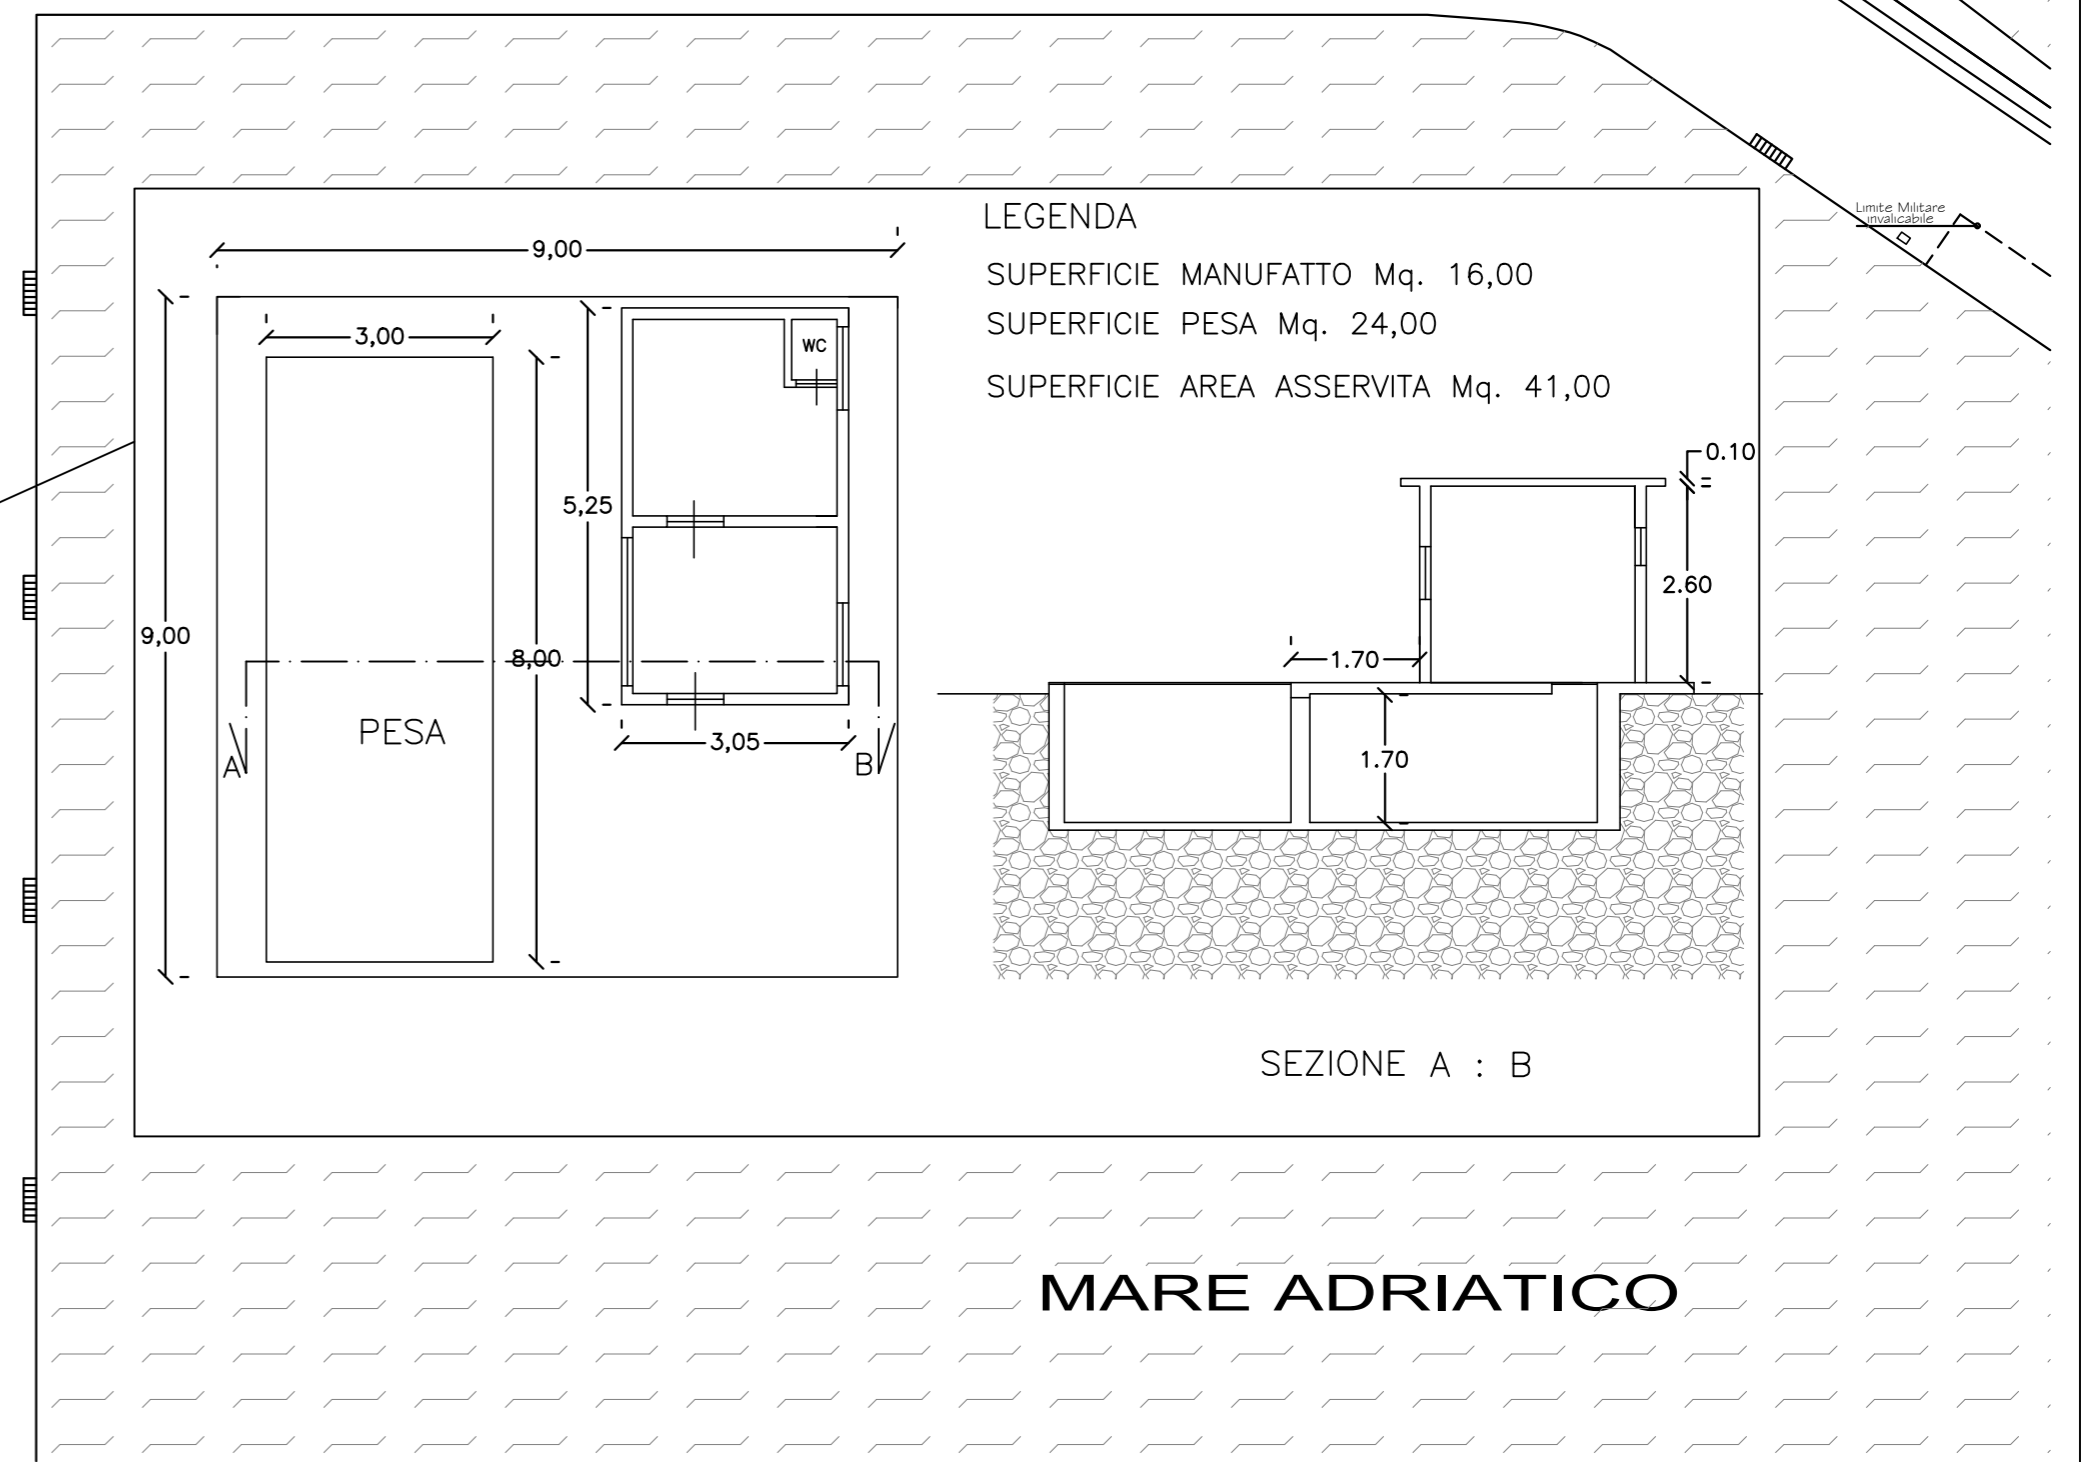 LEGENDA
SUPERFICIE MANUFATTO Mq. 16,00
SUPERFICIE PESA Mq. 24,00
SUPERFICIE AREA ASSERVITA Mq. 41,00
Limite Militare
invalicabile
9,00
3,00
WC
5,25
9,00
8,00
PESA
3,05
A
B
0.10
2.60
1.70
1.70
SEZIONE A : B
MARE ADRIATICO